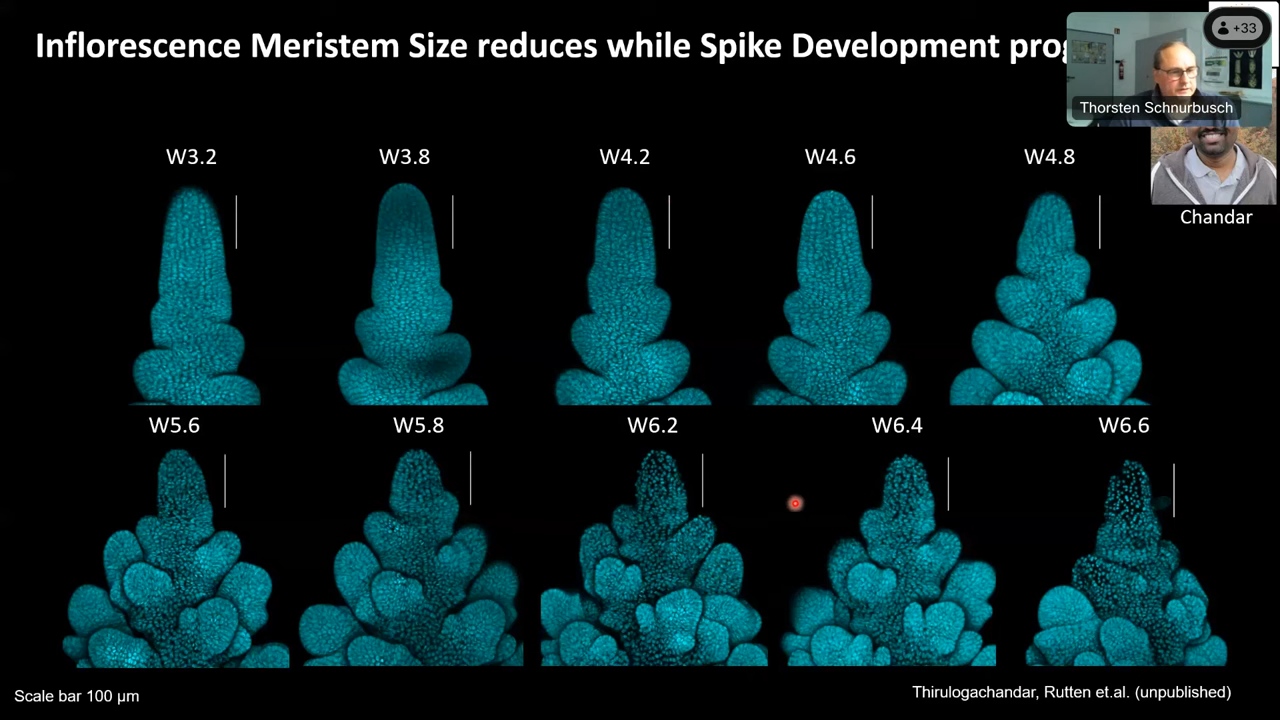 Inflorescence Meristem Size reduces while Spike Development
+33
Thorsten Schnurbusch
W3.2 W3.8 W4.2 W4.6 W4.8
Chandar
W5.6 W5.8 W6.2 W6.4 W6.6
Scale bar 100 µm
Thirulogachandar, Rutten et.al. (unpublished)